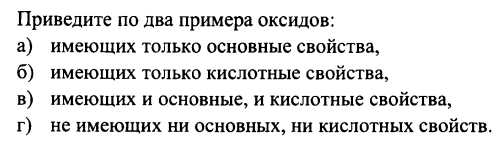 Приведите по два примера оксидов:
а) имеющих только основные свойства,
б) имеющих только кислотные свойства,
в) имеющих и основные, и кислотные свойства,
г) не имеющих ни основных, ни кислотных свойств.